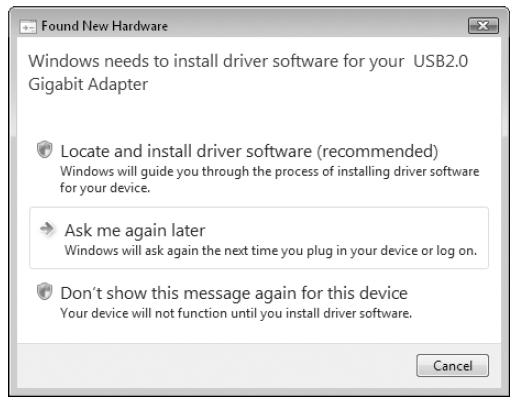 Found New Hardware
Windows needs to install driver software for your USB2.0
Gigabit Adapter
Locate and install driver software (recommended)
Windows will guide you through the process of installing driver software
for your device.
Ask me again later
Windows will ask again the next time you plug in your device or log on.
Don't show this message again for this device
Your device will not function until you install driver software.
Cancel